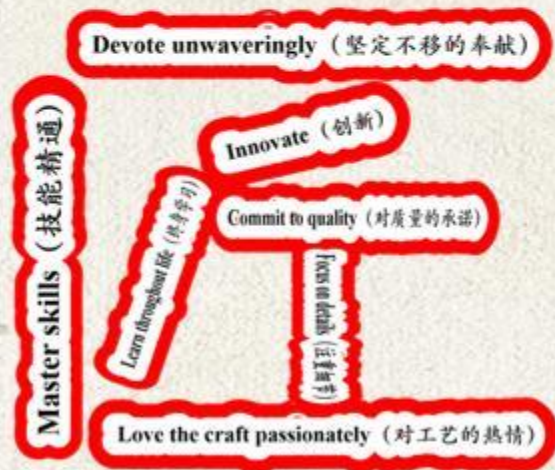 Devote unwaveringly（坚定不移的奉献）
Master skills（技能精通）
Innovate（创新）
Learn throughout life（终身学习）
Commit to quality（对质量的承诺）
Focus on details（注重细节）
Love the craft passionately（对工艺的热情）